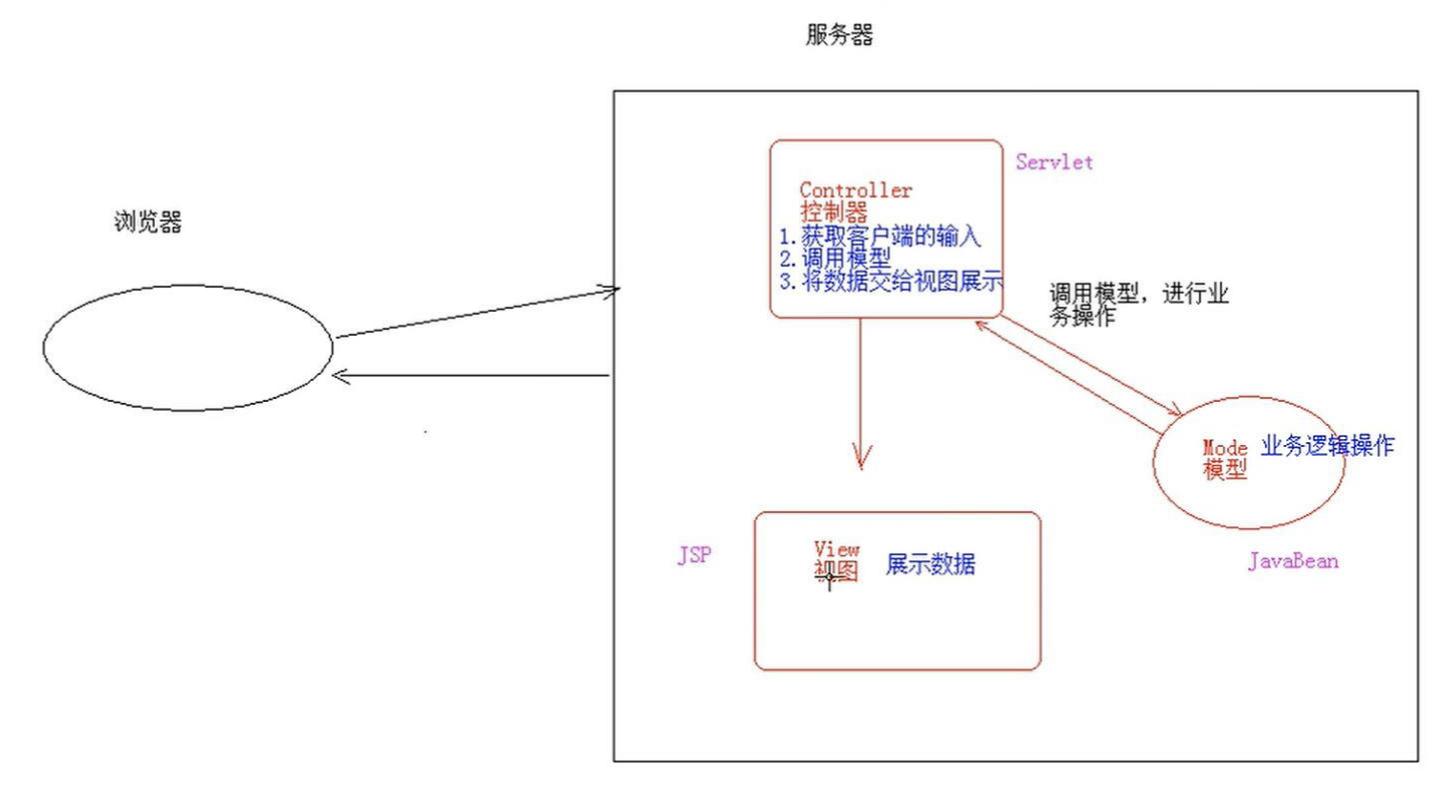 服务器
浏览器
Servlet
Controller
控制器
1.获取客户端的输入
2.调用模型
3.将数据交给视图展示
调用模型，进行业
务操作
Mode 业务逻辑操作
模型
JavaBean
JSP
View
视图
展示数据